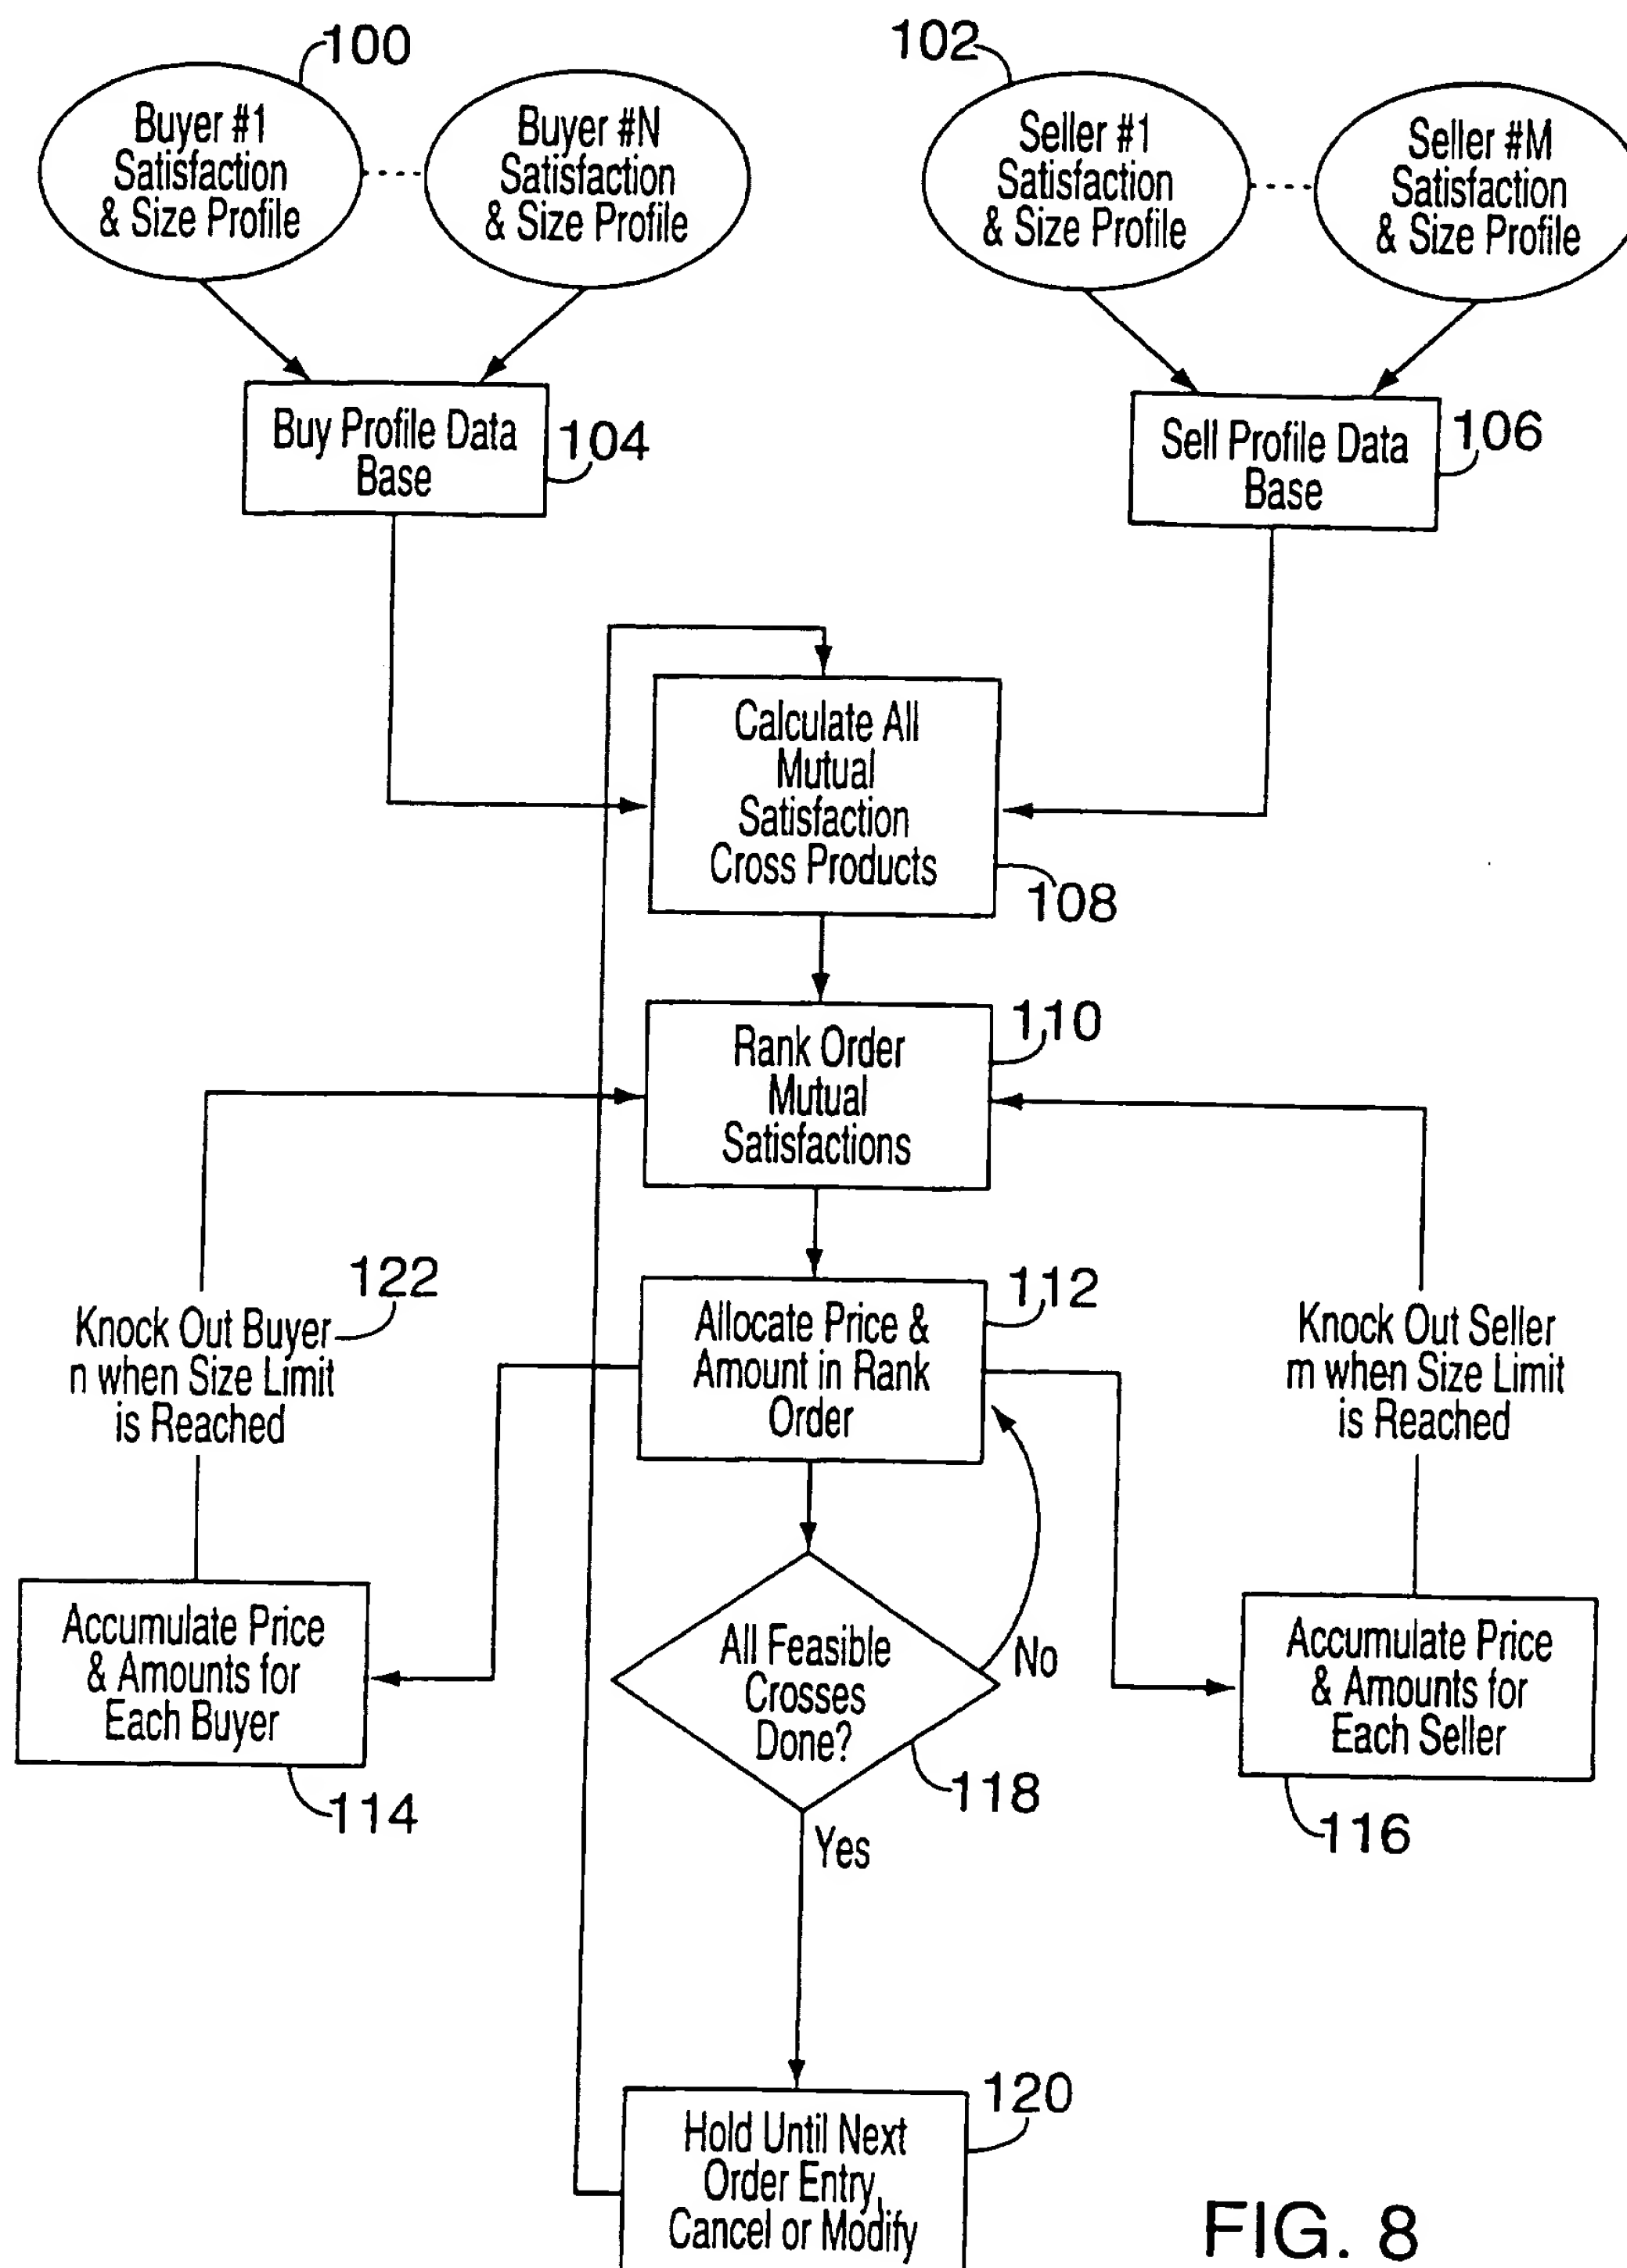 100
102
Buyer #1
Satisfaction
& Size Profile
Buyer #N
Satisfaction
& Size Profile
Seller #1
Satisfaction
& Size Profile
Seller #M
Satisfaction
& Size Profile
Buy Profile Data
Base
104
Sell Profile Data
Base
106
Calculate All
Mutual
Satisfaction
Cross Products
108
Rank Order
Mutual
Satisfactions
110
Knock Out Buyer
n when Size Limit
is Reached
122
Allocate Price &
Amount in Rank
Order
112
Knock Out Seller
m when Size Limit
is Reached
Accumulate Price
& Amounts for
Each Buyer
114
All Feasible
Crosses
Done?
No
118
Yes
Accumulate Price
& Amounts for
Each Seller
116
Hold Until Next
Order Entry,
Cancel or Modify
120
FIG. 8